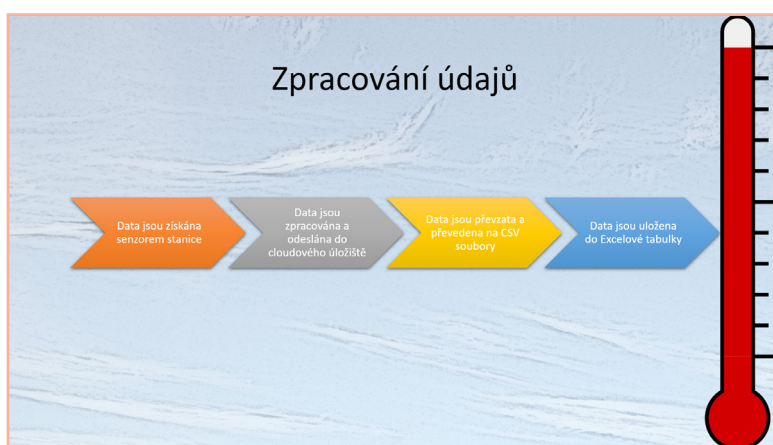 Zpracování údajů
Data jsou získána
senzorem stanice
Data jsou
zpracována a
odeslána do
cloudového úložiště
Data jsou převzata a
převedena na CSV
soubory
Data jsou uložena
do Excelové tabulky